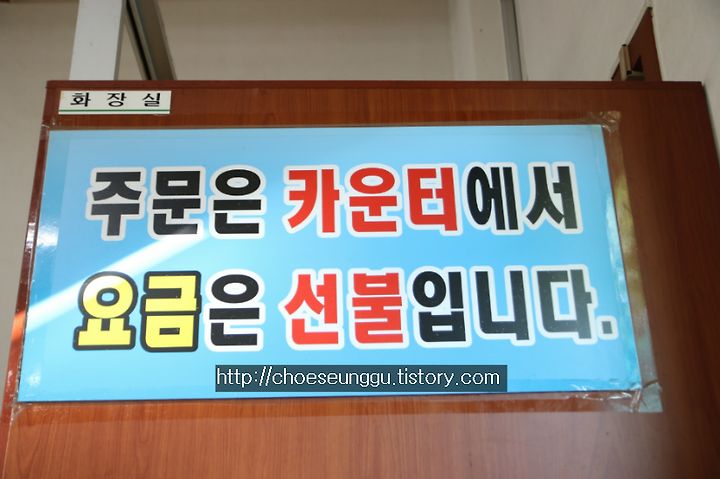 화장실
주문은 카운터에서
요금은 선불입니다.
http://choeseunggu.tistory.com